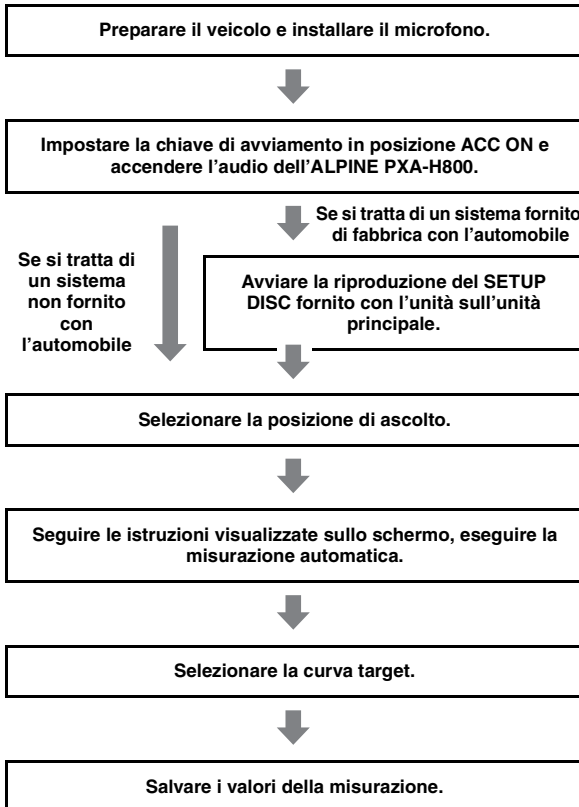 Preparare il veicolo e installare il microfono.
Impostare la chiave di avviamento in posizione ACC ON e
accendere l'audio dell'ALPINE PXA-H800.
Se si tratta di un sistema fornito
di fabbrica con l'automobile
Se si tratta di
un sistema
non fornito
con
l'automobile
Avviare la riproduzione del SETUP
DISC fornito con l'unità sull'unità
principale.
Selezionare la posizione di ascolto.
Seguire le istruzioni visualizzate sullo schermo, eseguire la
misurazione automatica.
Selezionare la curva target.
Salvare i valori della misurazione.